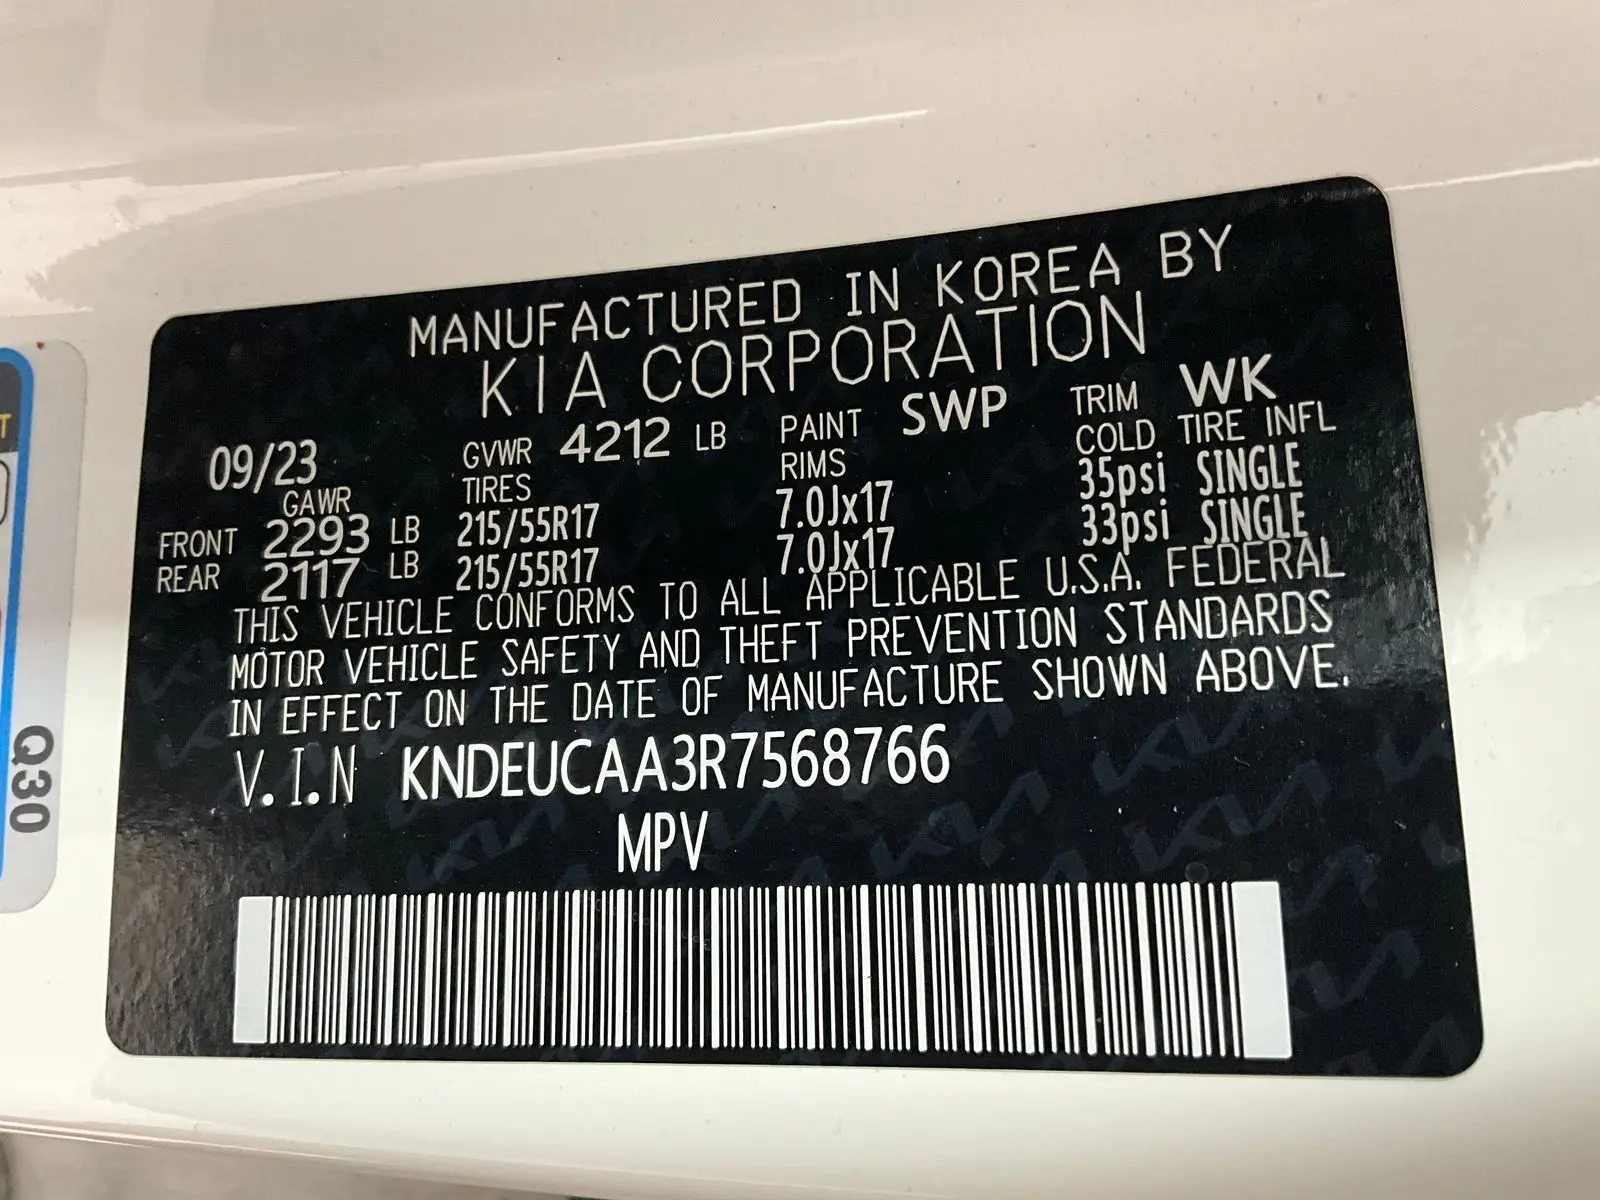 MANUFACTURED IN KOREA BY
KIA CORPORATION
09/23 GVWR 4212 LB PAINT SWP TRIM WK
GAWR TIRES RIMS COLD TIRE INFL
FRONT 2293 LB 215/55R17 7.0Jx17 35psi SINGLE
REAR 2117 LB 215/55R17 7.0Jx17 33psi SINGLE
THIS VEHICLE CONFORMS TO ALL APPLICABLE U.S.A. FEDERAL
MOTOR VEHICLE SAFETY AND THEFT PREVENTION STANDARDS
IN EFFECT ON THE DATE OF MANUFACTURE SHOWN ABOVE.
V.I.N KNDEUCAA3R7568766
MPV
Q30